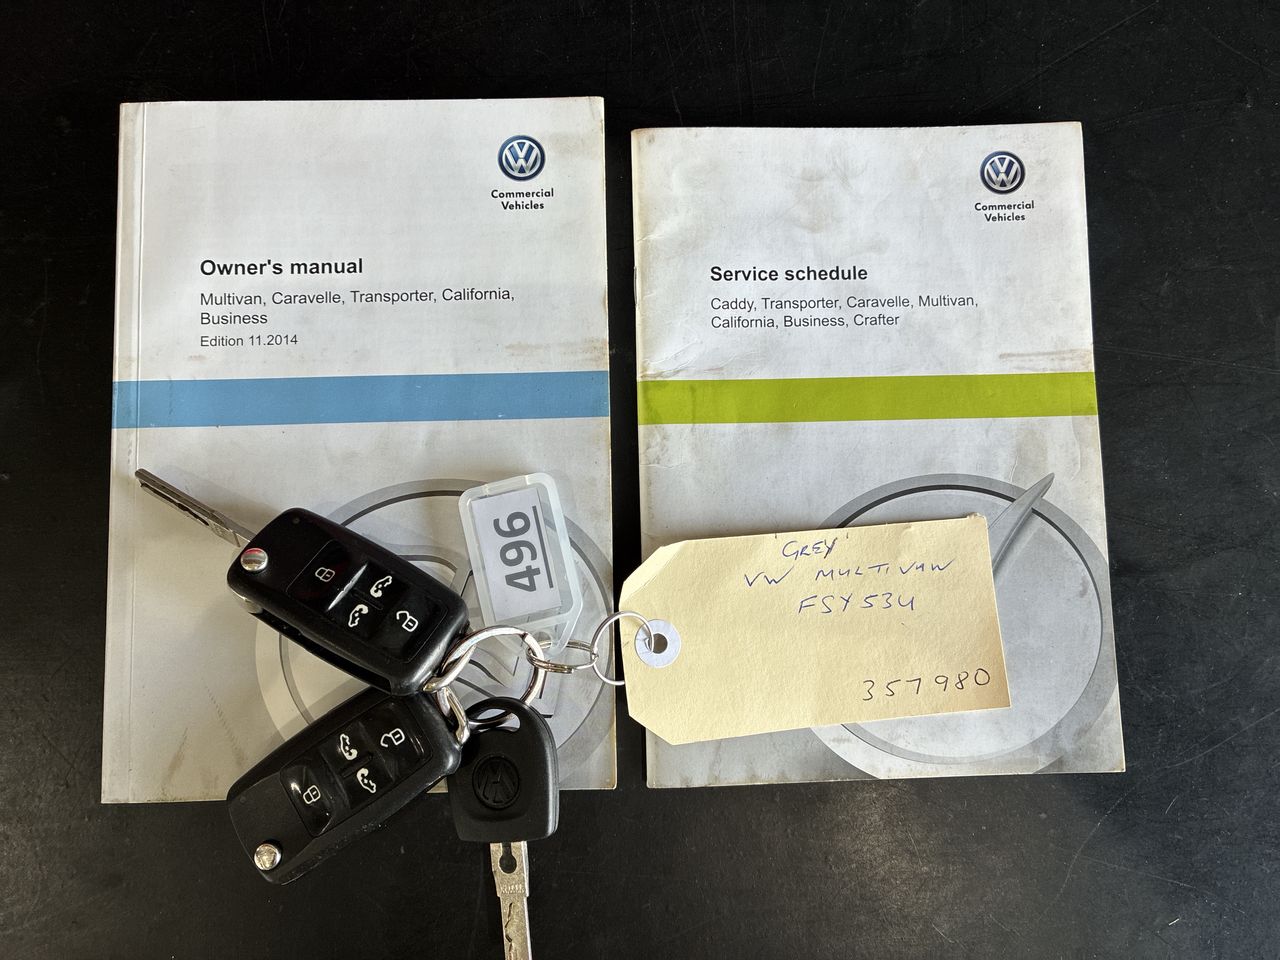 Commercial
Vehicles
Owner's manual
Multivan, Caravelle, Transporter, California,
Business
Edition 11.2014
Commercial
Vehicles
Service schedule
Caddy, Transporter, Caravelle, Multivan,
California, Business, Crafter
496
GREY
VW MULTIVAN
FSY53U
357980